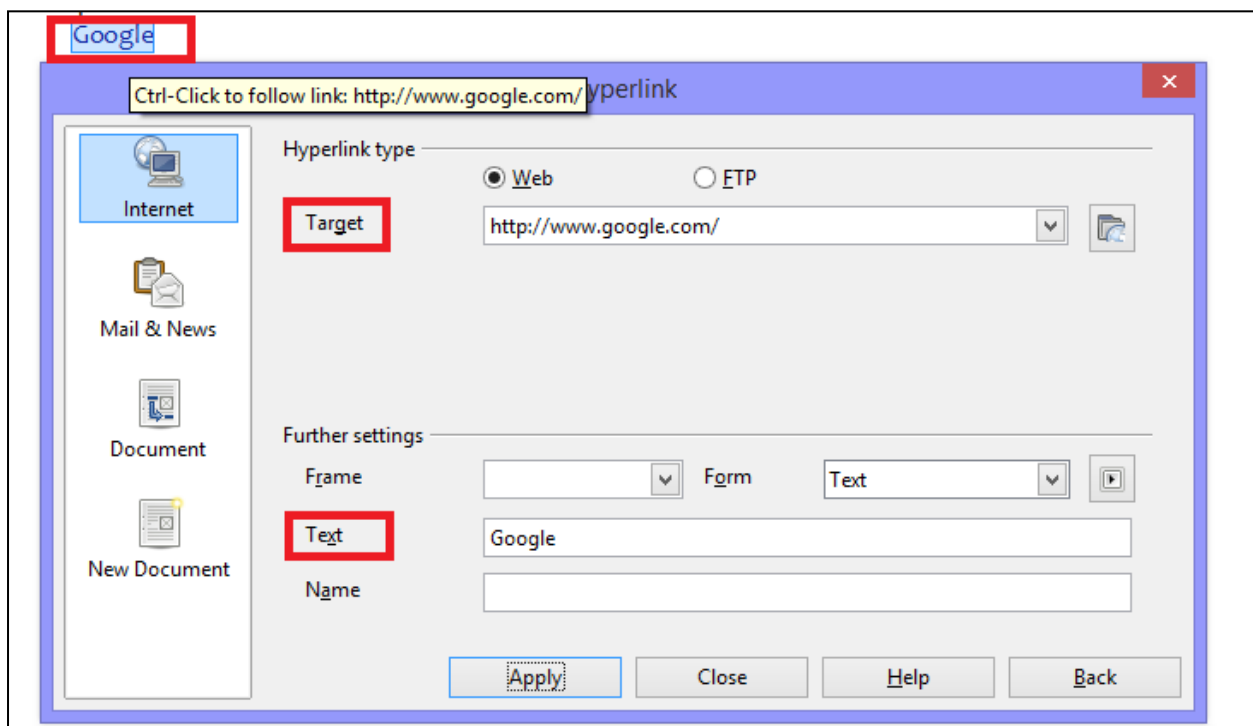 Google
Ctrl-Click to follow link: http://www.google.com/
yperlink
Internet
Mail & News
Document
New Document
Hyperlink type
Web FTP
Target http://www.google.com/
Further settings
Frame Form Text
Text Google
Name
Apply Close Help Back